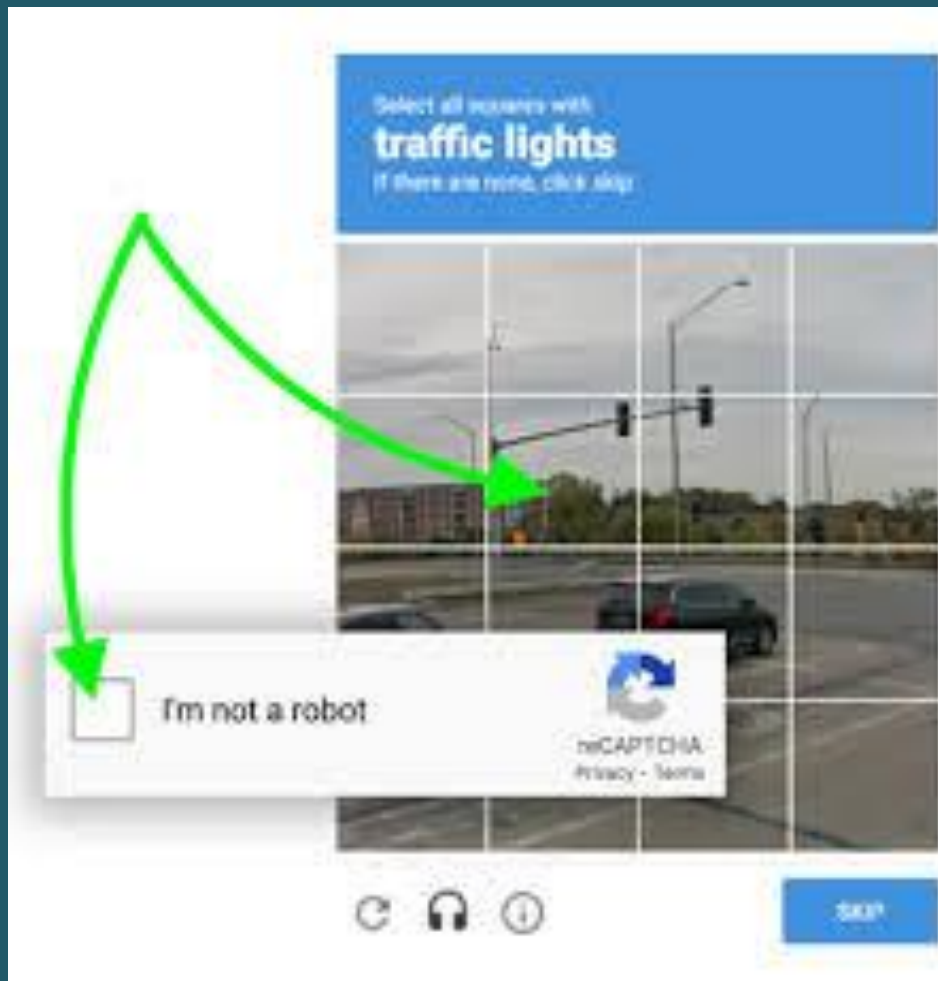 Select all squares with
traffic lights
If there are none, click skip
I'm not a robot
reCAPTCHA
Privacy - Terms
SKIP